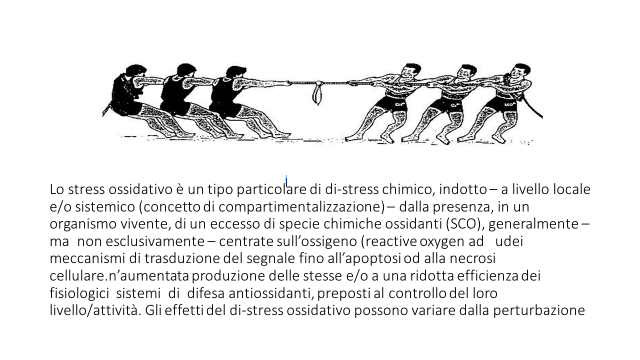 Lo stress ossidativo è un tipo particolare di di-stress chimico, indotto – a livello locale
e/o sistemico (concetto di compartimentalizzazione) – dalla presenza, in un
organismo vivente, di un eccesso di specie chimiche ossidanti (SCO), generalmente –
ma non esclusivamente – centrate sull’ossigeno (reactive oxygen ad udei
meccanismi di trasduzione del segnale fino all’apoptosi od alla necrosi
cellulare.n’aumentata produzione delle stesse e/o a una ridotta efficienza dei
fisiologici sistemi di difesa antiossidanti, preposti al controllo del loro
livello/attività. Gli effetti del di-stress ossidativo possono variare dalla perturbazione